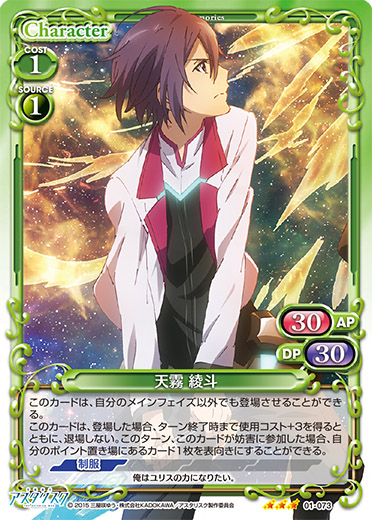 Character
COST
1
SOURCE
1
30 AP
DP 30
天霧 綾斗
このカードは、自分のメインフェイズ以外でも登場させることができ
る。
このカードは、登場した場合、ターン終了時まで使用コスト+3を得ると
ともに、退場しない。このターン、このカードが妨害に参加した場合、自
分のポイント置き場にあるカード1枚を表向きにすることができる。
制服
俺はユリスの力になりたい。
アスタリスク
01-073
© 2015 三屋咲ゆう・株式会社KADOKAW/アスタリスク製作委員会